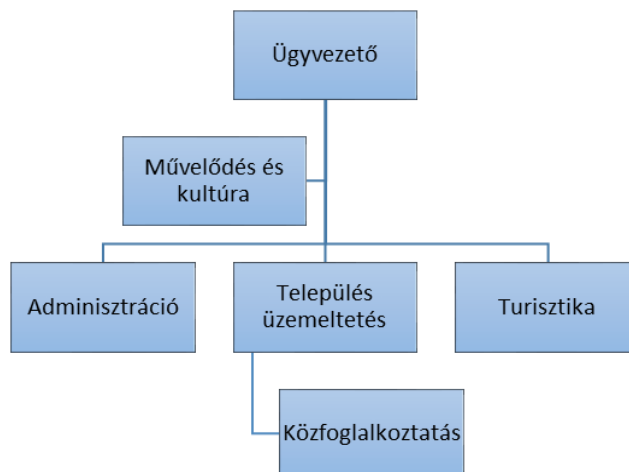 Ügyvezető
Művelődés és
kultúra
Adminisztráció
Település
üzemeltetés
Turisztika
Közfoglalkoztatás